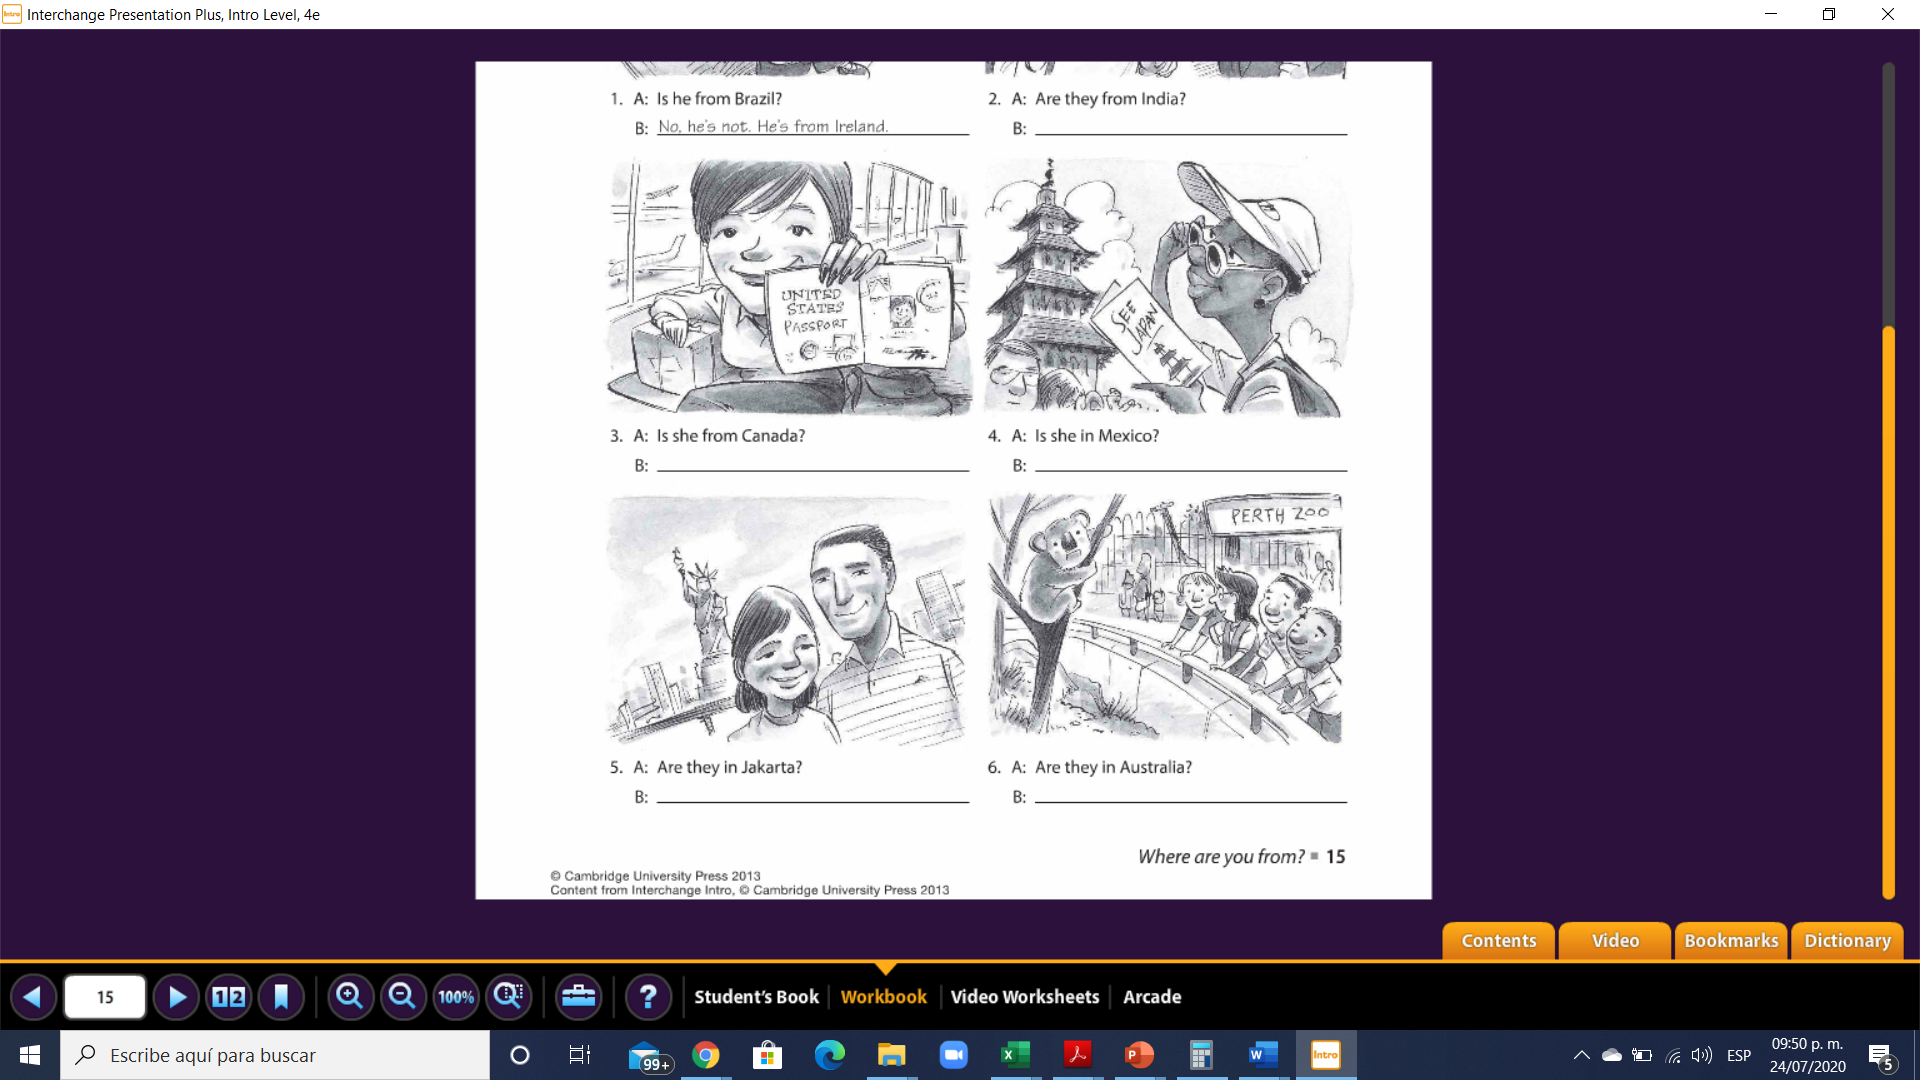 Interchange Presentation Plus, Intro Level, 4e
1. A: Is he from Brazil?
B: No, he's not. He's from Ireland.
2. A: Are they from India?
B:
UNITED
STATES
PASSPORT
SEE
JAPAN
3. A: Is she from Canada?
B:
4. A: Is she in Mexico?
B:
PERTH ZOO
5. A: Are they in Jakarta?
B:
6. A: Are they in Australia?
B:
Where are you from? ■ 15
© Cambridge University Press 2013
Content from Interchange Intro, © Cambridge University Press 2013
Contents
Video
Bookmarks
Dictionary
15
12
100%
?
Student's Book
Workbook
Video Worksheets
Arcade
Escribe aquí para buscar
99+
Intro
ESP
09:50 p. m.
24/07/2020
5